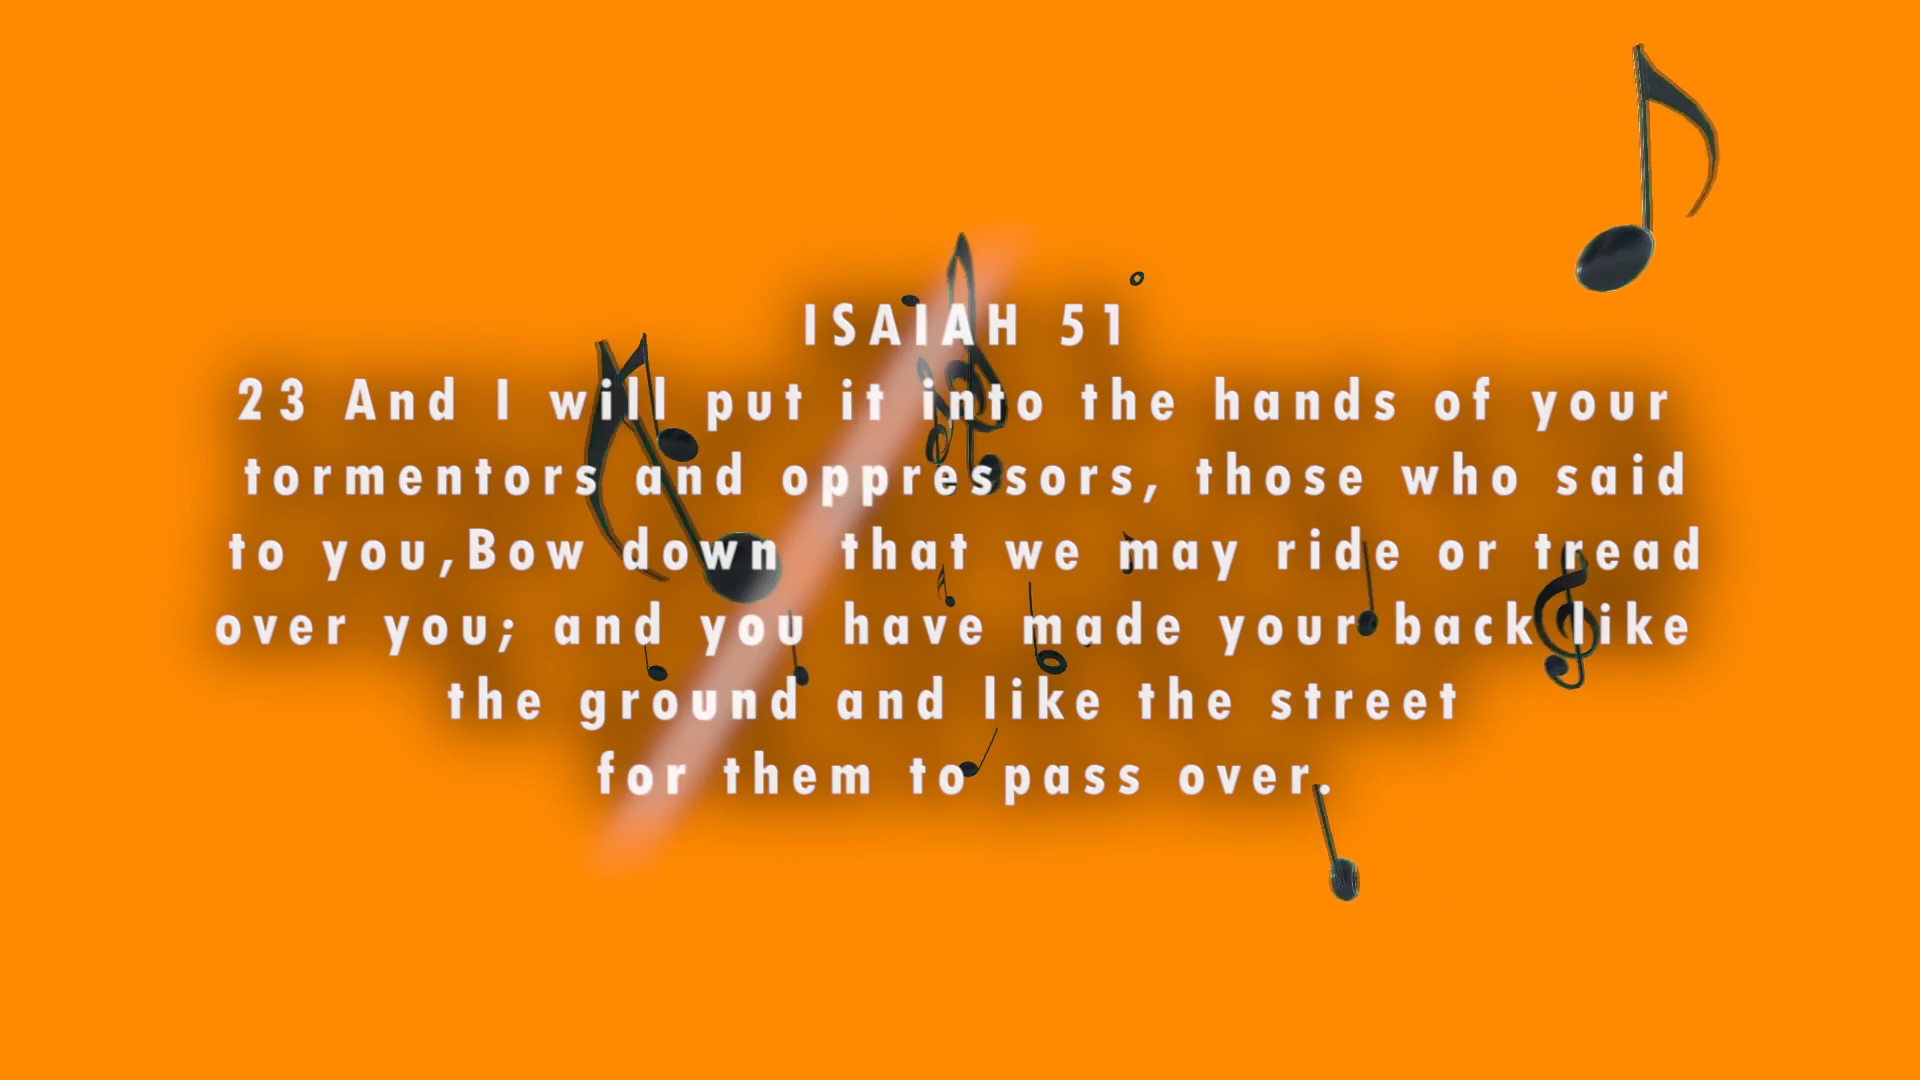 ISAIAH 51
23 And I will put it into the hands of your
tormentors and oppressors, those who said
to you,Bow down  that we may ride or tread
over you; and you have made your back like
the ground and like the street
for them to pass over.